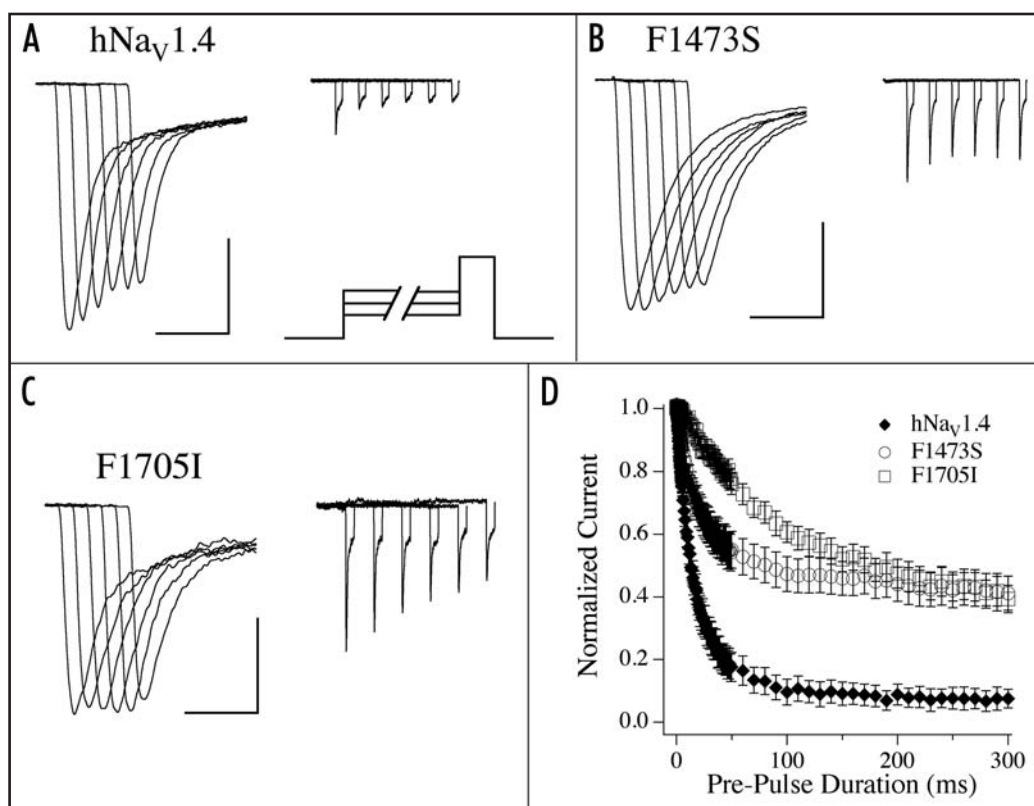 A
hNaV1.4
B
F1473S
C
F1705I
D
hNaV1.4
F1473S
F1705I
Normalized Current
1.0
0.8
0.6
0.4
0.2
0.0
0
100
200
300
Pre-Pulse Duration (ms)